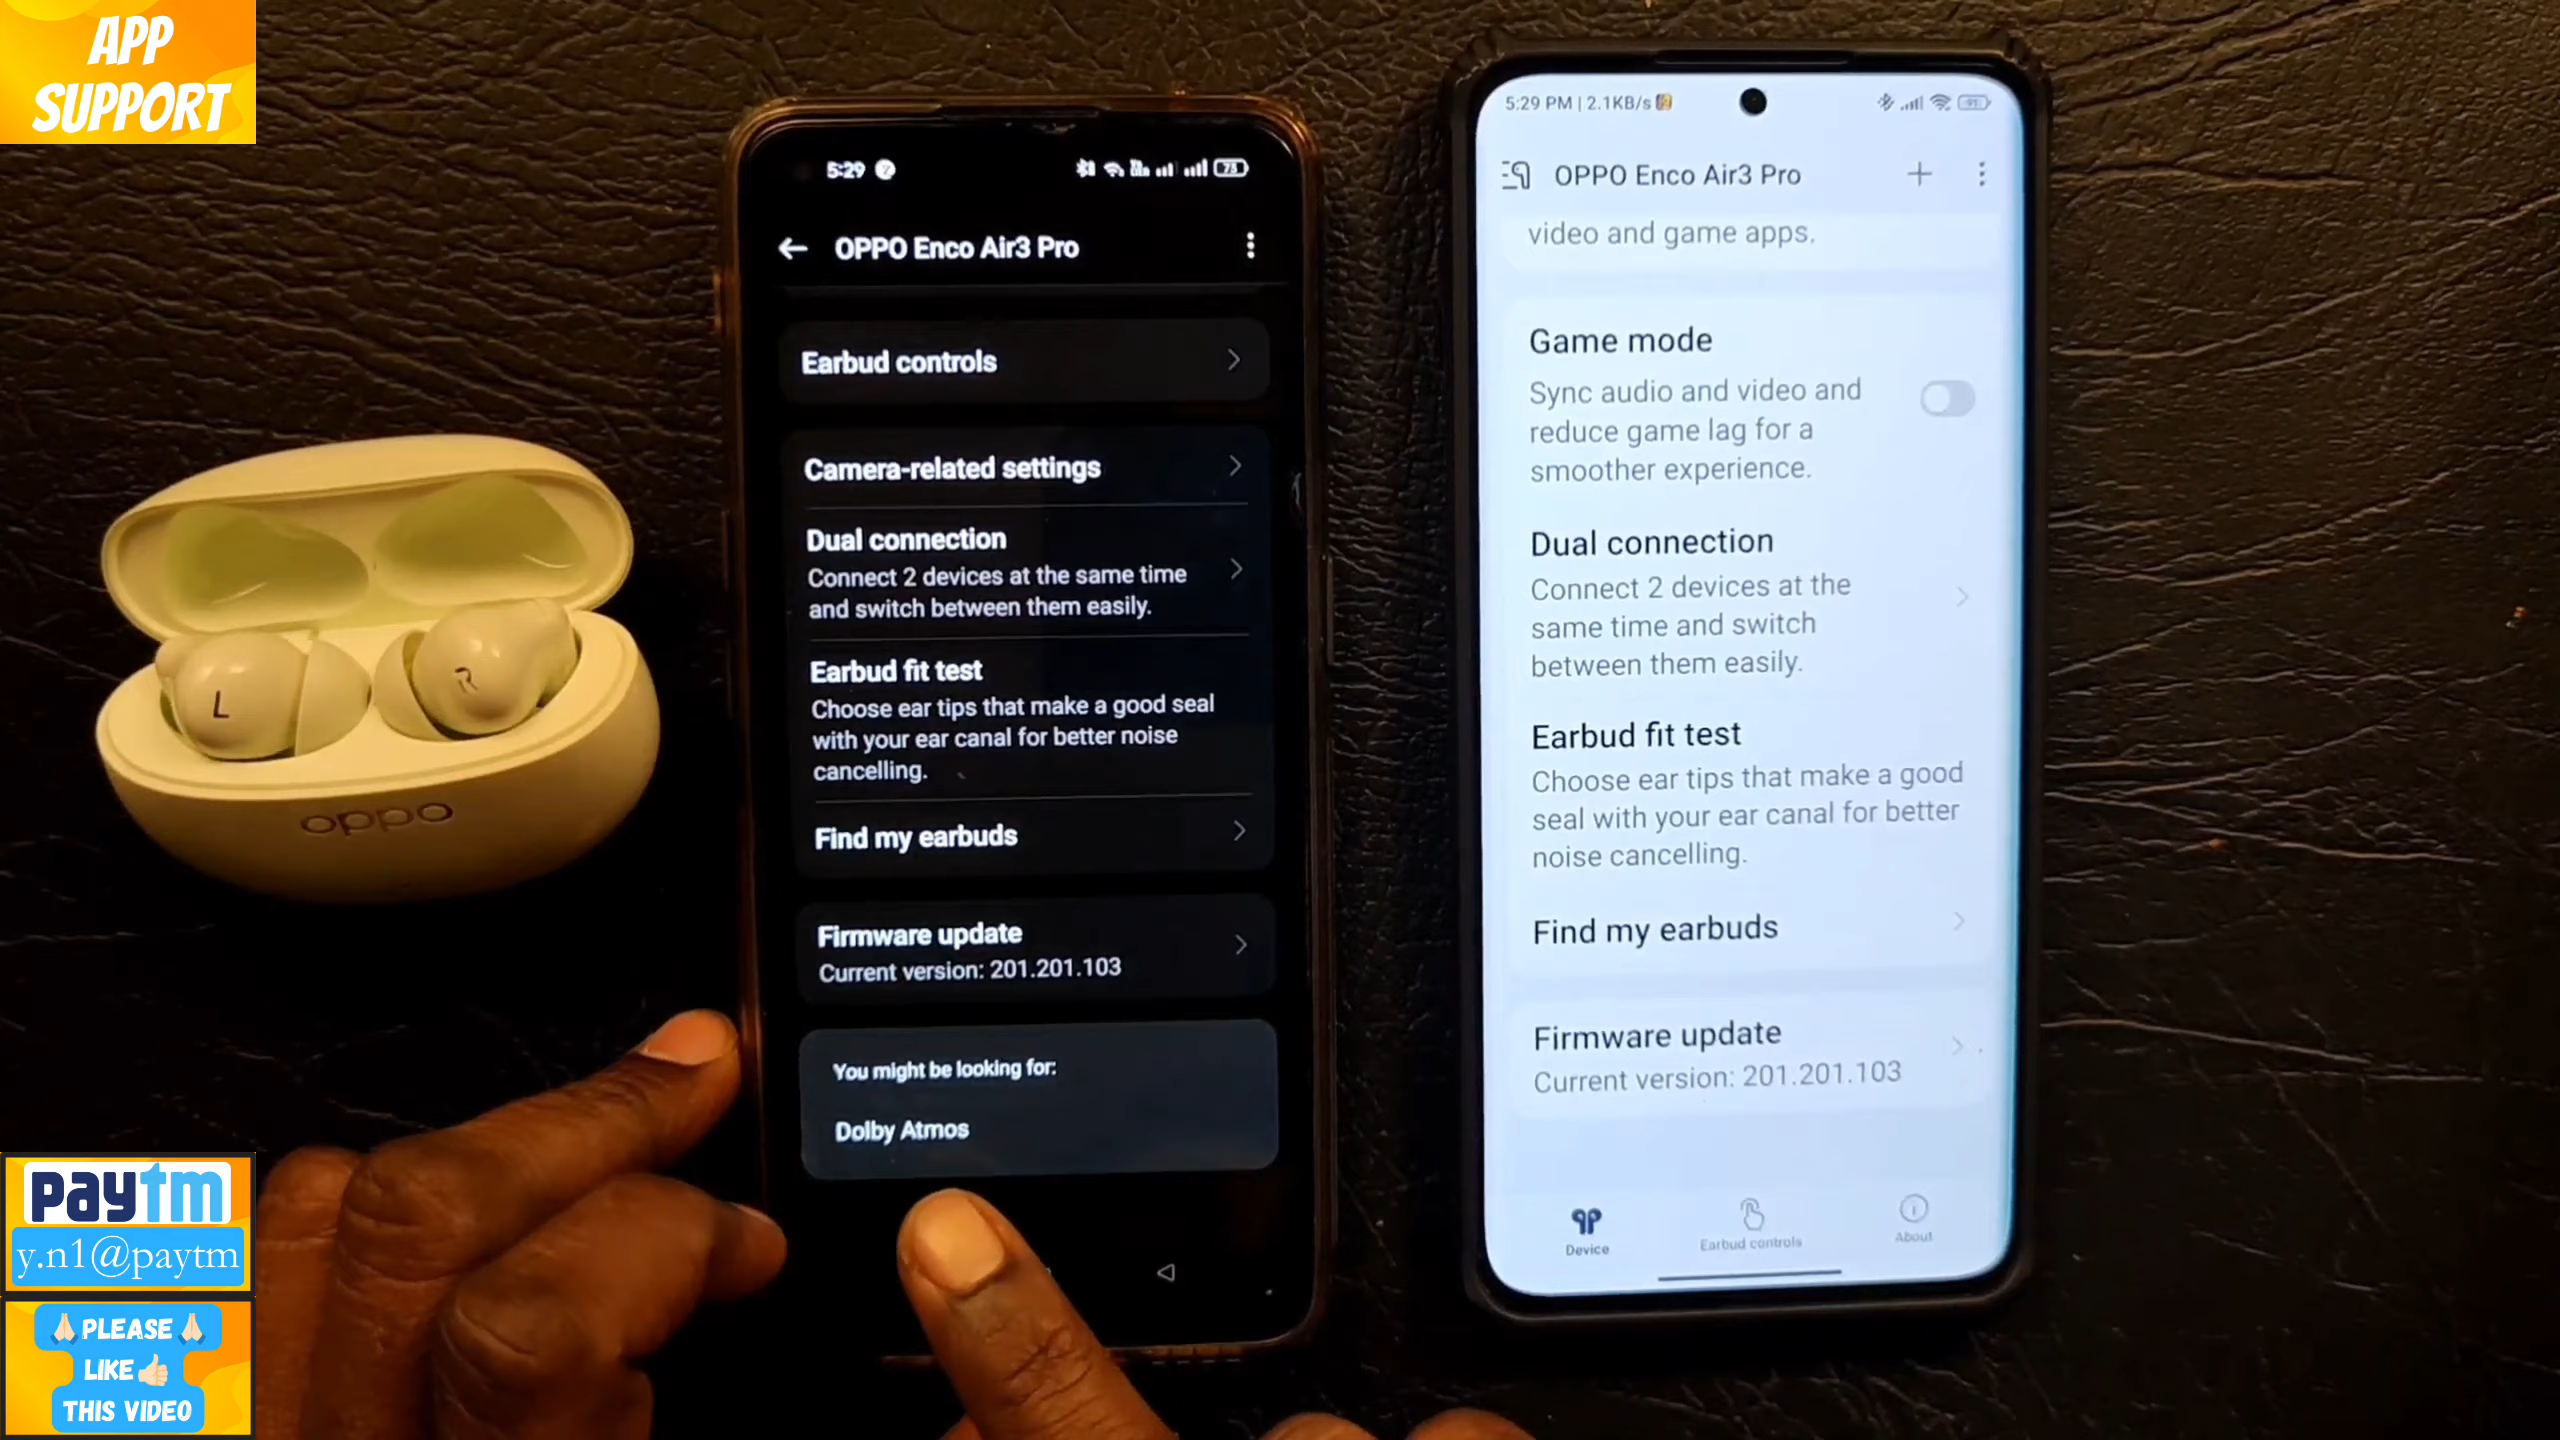 APP
SUPPORT
5:29
73
OPPO Enco Air3 Pro
Earbud controls
Camera-related settings
Dual connection
Connect 2 devices at the same time
and switch between them easily.
Earbud fit test
Choose ear tips that make a good seal
with your ear canal for better noise
cancelling.
Find my earbuds
Firmware update
Current version: 201.201.103
You might be looking for:
Dolby Atmos
5:29 PM | 2.1KB/s
91
OPPO Enco Air3 Pro
video and game apps.
Game mode
Sync audio and video and
reduce game lag for a
smoother experience.
Dual connection
Connect 2 devices at the
same time and switch
between them easily.
Earbud fit test
Choose ear tips that make a good
seal with your ear canal for better
noise cancelling.
Find my earbuds
Firmware update
Current version: 201.201.103
Device
Earbud controls
About
L
R
oppo
paytm
y.n1@paytm
🙏🏻PLEASE🙏🏻
LIKE👍🏻
THIS VIDEO